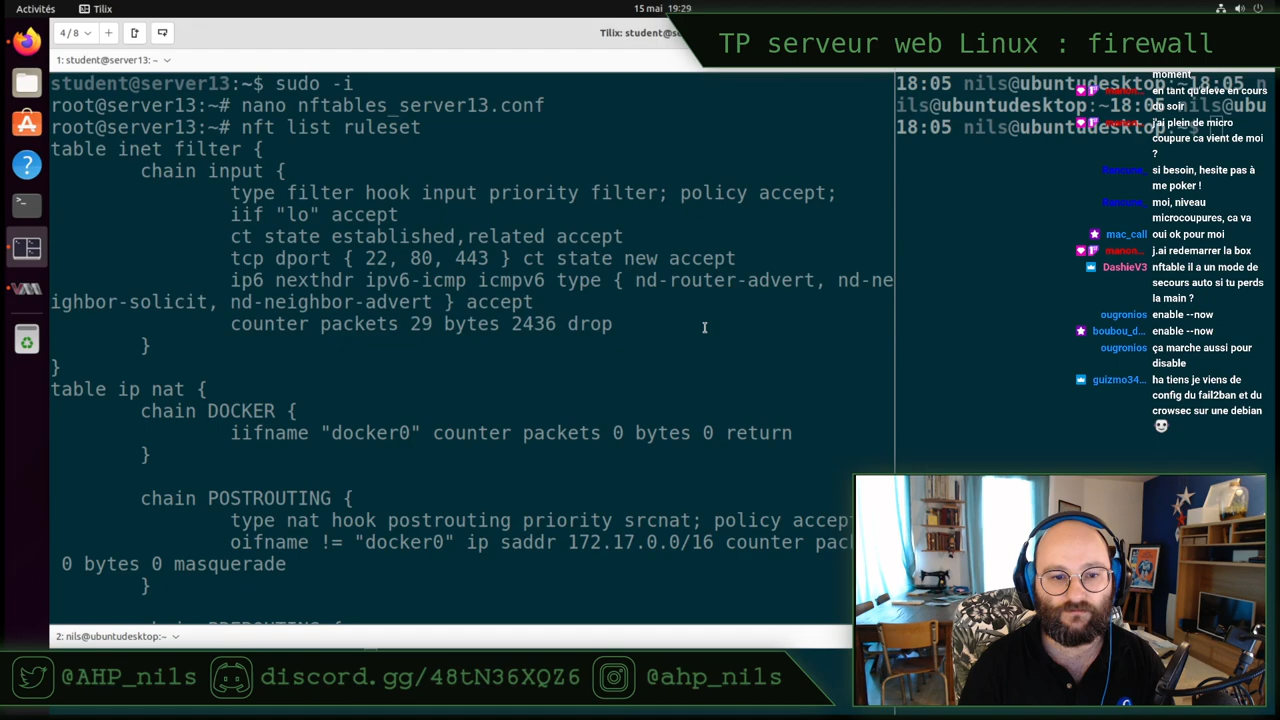 Activités
Tilix
15 mai 19:29
4/8
Tilix: student@se
TP serveur web Linux : firewall
1: student@server13: ~
student@server13:~$ sudo -i
root@server13:~# nano nftables_server13.conf
root@server13:~# nft list ruleset
table inet filter {
chain input {
type filter hook input priority filter; policy accept;
iif "lo" accept
ct state established,related accept
tcp dport { 22, 80, 443 } ct state new accept
ip6 nexthdr ipv6-icmp icmpv6 type { nd-router-advert, nd-ne
ighbor-solicit, nd-neighbor-advert } accept
counter packets 29 bytes 2436 drop
}
}
table ip nat {
chain DOCKER {
iifname "docker0" counter packets 0 bytes 0 return
}
chain POSTROUTING {
type nat hook postrouting priority srcnat; policy accep
oifname != "docker0" ip saddr 172.17.0.0/16 counter pac
0 bytes 0 masquerade
}
2: nils@ubuntudesktop:~
18:05 nils@ubuntudesktop:~18:05 n
ils@ubuntudesktop:~18:0 nils@ubu
18:05 nils@ubuntudesktop:~$
moment
manon... en tant qu'élève en cours
du soir
j'ai plein de micro
coupure ca vient de moi
?
si besoin, hesite pas à
me poker !
moi, niveau
microcoupures, ca va
mac_call oui ok pour moi
manon... j.ai redemarrer la box
DashieV3 nftable il a un mode de
secours auto si tu perds
la main ?
ougronios enable --now
boubou_d... enable --now
ougronios ça marche aussi pour
disable
guizmo34... ha tiens je viens de
config du fail2ban et du
crowsec sur une debian
@AHP_nils
discord.gg/48tN36XQZ6
@ahp_nils